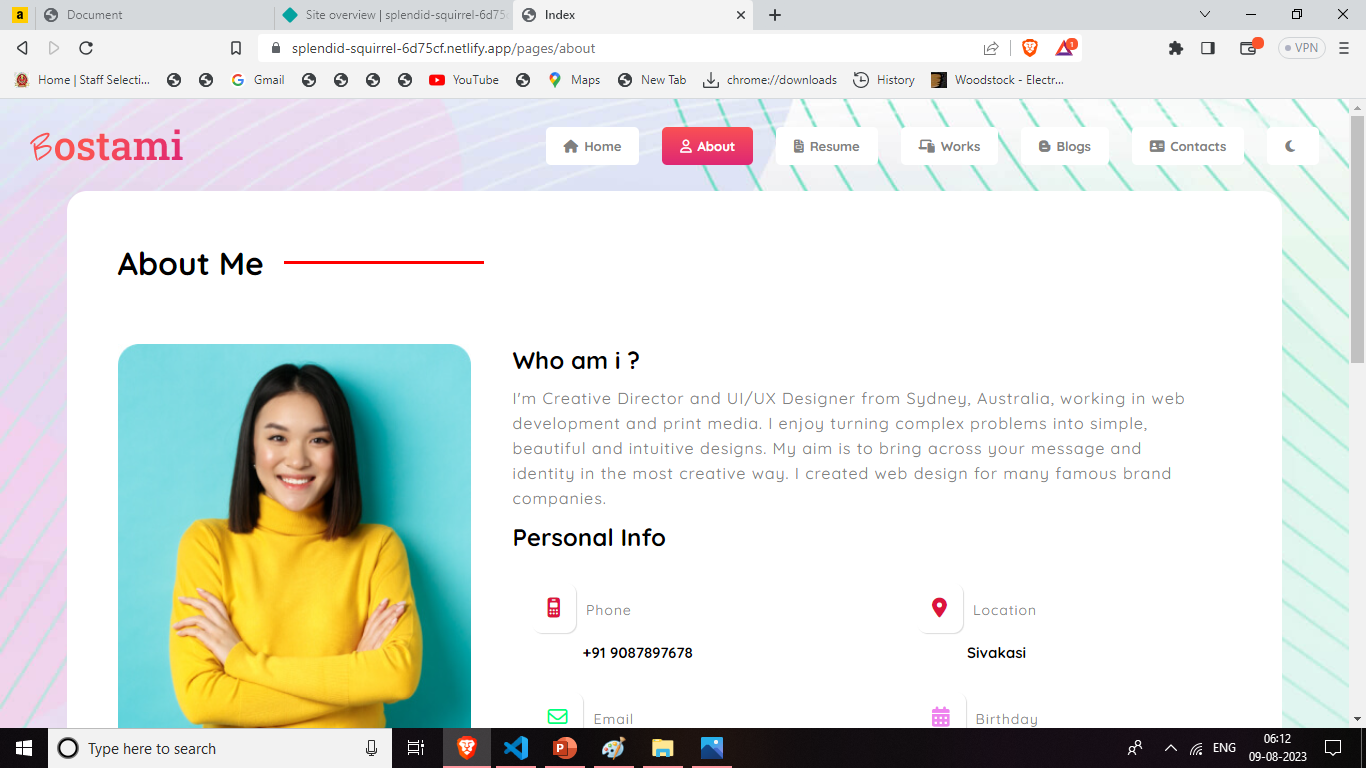 a
Document
Site overview | splendid-squirrel-6d75c
Index
splendid-squirrel-6d75cf.netlify.app/pages/about
1
VPN
Home | Staff Selecti...
Gmail
YouTube
Maps
New Tab
chrome://downloads
History
Woodstock - Electr...
Bostami
Home
About
Resume
Works
Blogs
Contacts
About Me
Who am i ?
I'm Creative Director and UI/UX Designer from Sydney, Australia, working in web
development and print media. I enjoy turning complex problems into simple,
beautiful and intuitive designs. My aim is to bring across your message and
identity in the most creative way. I created web design for many famous brand
companies.
Personal Info
Phone
Location
+91 9087897678
Sivakasi
Email
Birthday
Type here to search
ENG
06:12
09-08-2023